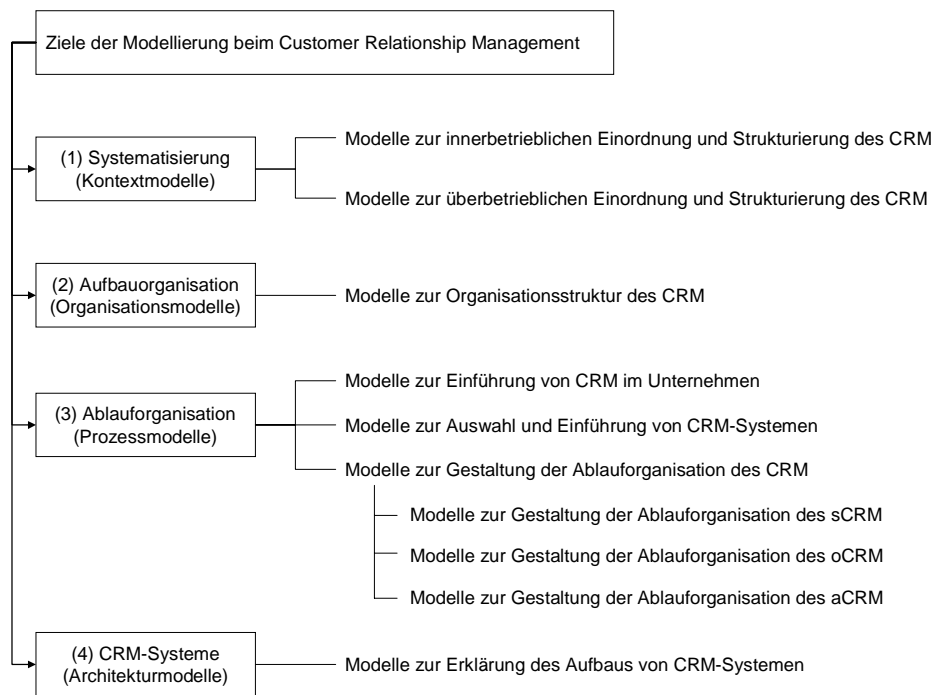 Ziele der Modellierung beim Customer Relationship Management
(1) Systematisierung
(Kontextmodelle)
Modelle zur innerbetrieblichen Einordnung und Strukturierung des CRM
Modelle zur überbetrieblichen Einordnung und Strukturierung des CRM
(2) Aufbauorganisation
(Organisationsmodelle)
Modelle zur Organisationsstruktur des CRM
(3) Ablauforganisation
(Prozessmodelle)
Modelle zur Einführung von CRM im Unternehmen
Modelle zur Auswahl und Einführung von CRM-Systemen
Modelle zur Gestaltung der Ablauforganisation des CRM
Modelle zur Gestaltung der Ablauforganisation des sCRM
Modelle zur Gestaltung der Ablauforganisation des oCRM
Modelle zur Gestaltung der Ablauforganisation des aCRM
(4) CRM-Systeme
(Architekturmodelle)
Modelle zur Erklärung des Aufbaus von CRM-Systemen